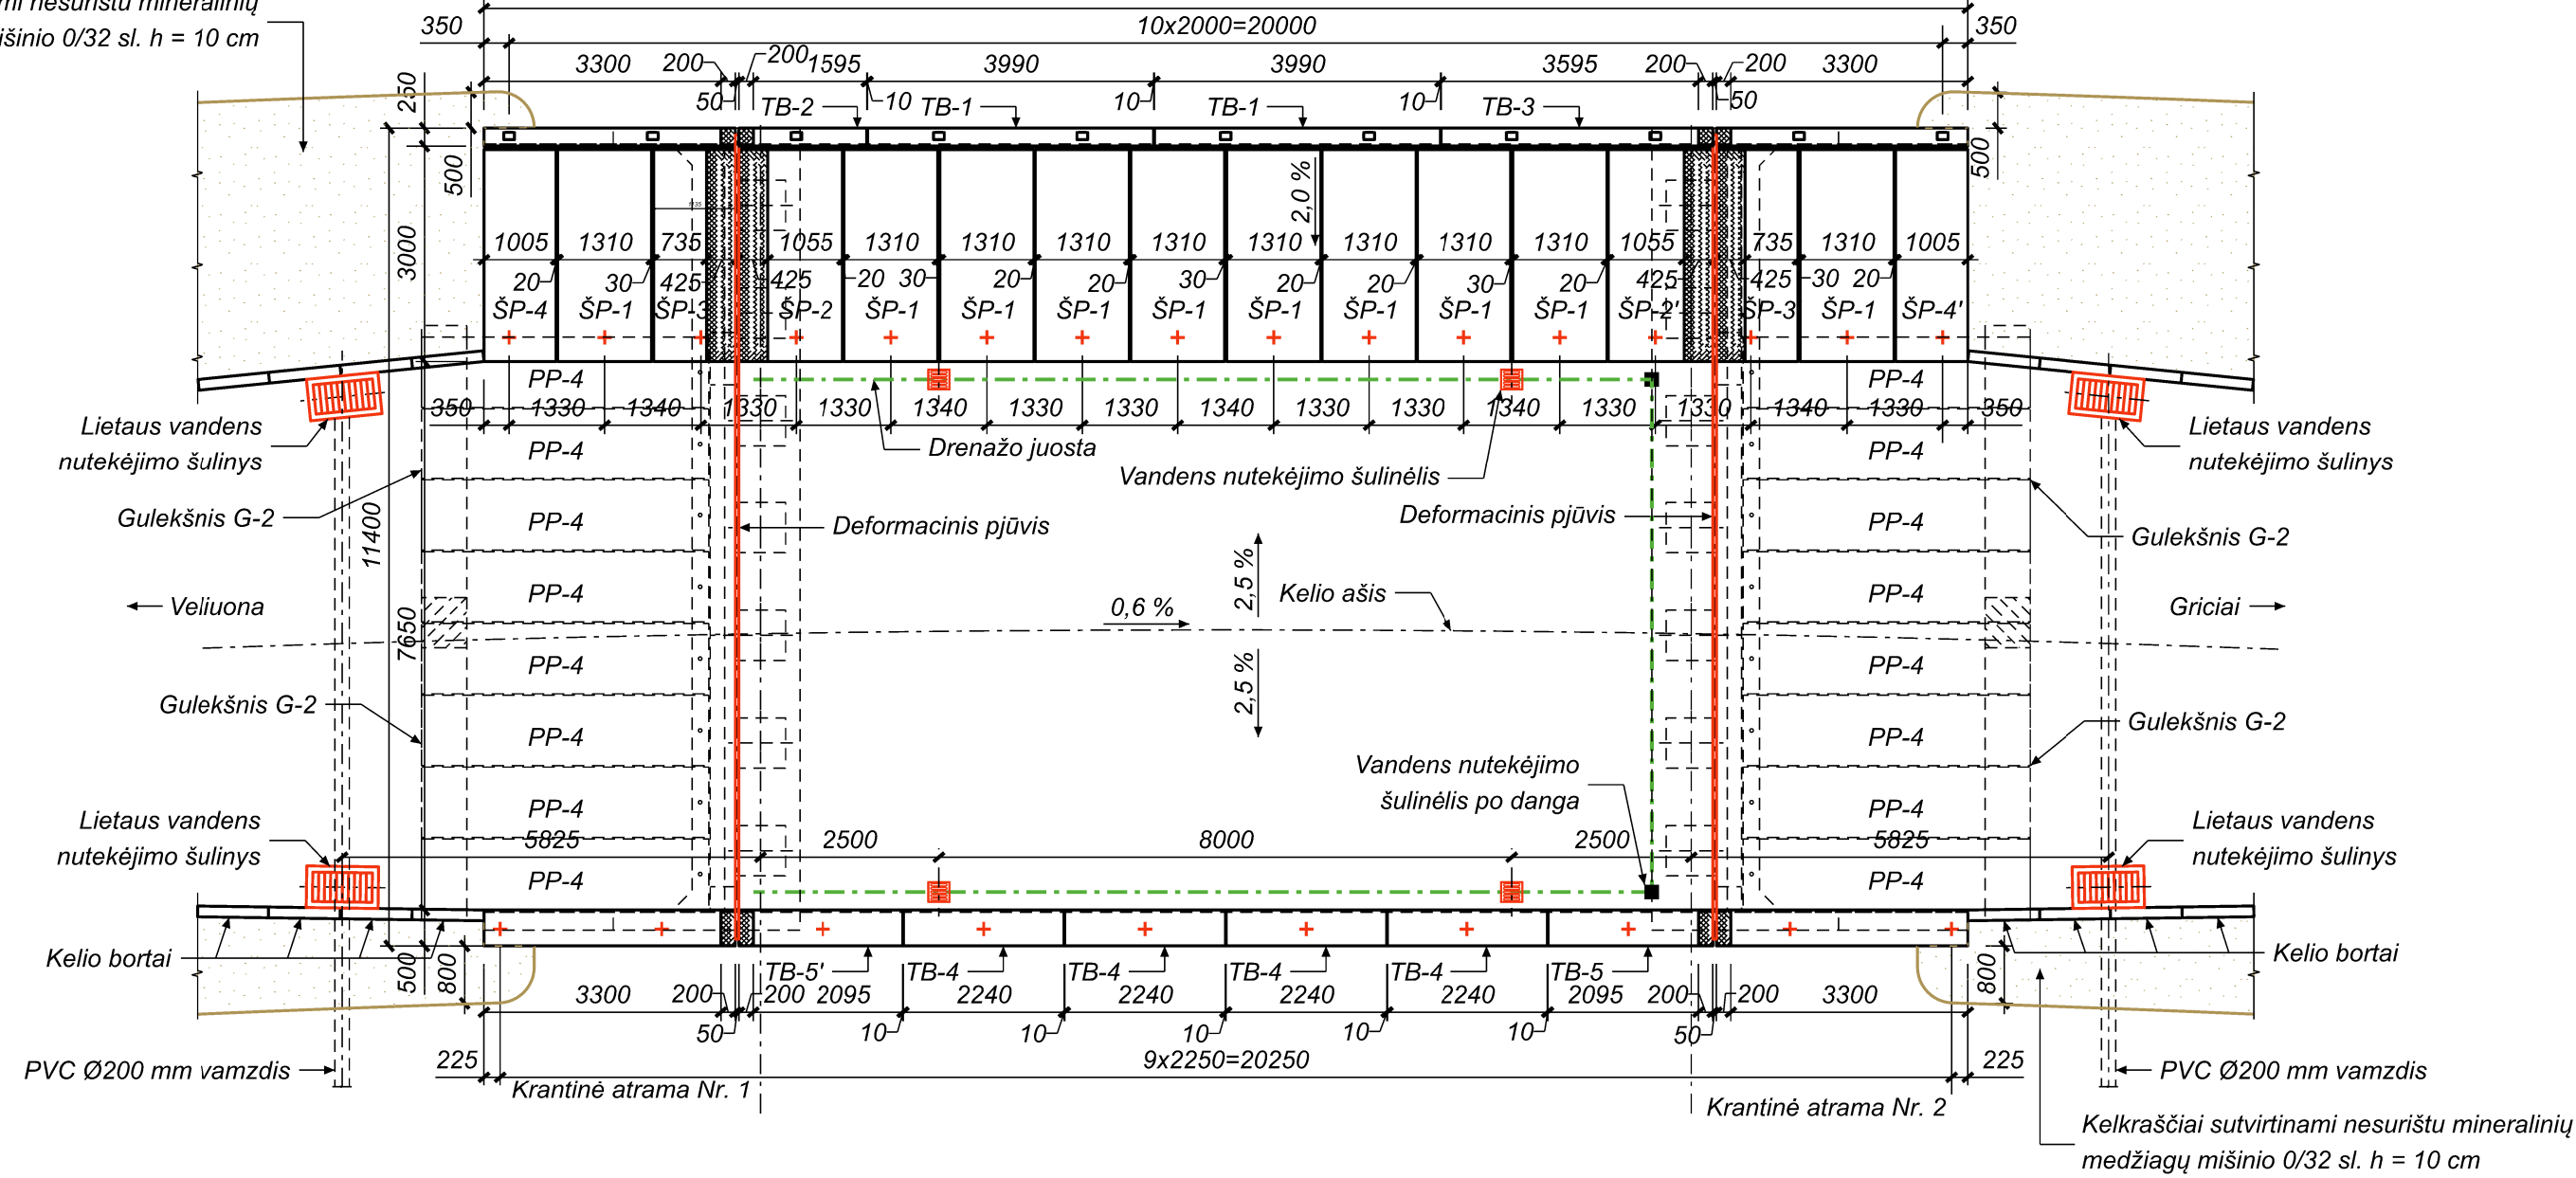 mi nesurištu mineralinių
išinio 0/32 sl. h = 10 cm
350
10x2000=20000
350
3300
200
200
1595
3990
3990
3595
200
200
3300
50
TB-2
10
TB-1
10
TB-1
10
TB-3
50
250
500
3000
500
2,0 %
1005 1310 735 1055 1310 1310 1310 1310 1310 1310 1310 1310 1055 735 1310 1005
20 30 425 425 20 30 20 20 30 20 20 30 20 425 425 30 20
ŠP-4 ŠP-1 ŠP-3 ŠP-2 ŠP-1 ŠP-1 ŠP-1 ŠP-1 ŠP-1 ŠP-1 ŠP-1 ŠP-1 ŠP-2' ŠP-3 ŠP-1 ŠP-4'
PP-4
PP-4
350 1330 1340 1330 1330 1340 1330 1330 1340 1330 1330 1340 1330 1330 1340 1330 350
Lietaus vandens
nutekėjimo šulinys
Lietaus vandens
nutekėjimo šulinys
PP-4
Drenažo juosta
PP-4
Vandens nutekėjimo šulinėlis
Gulekšnis G-2
PP-4
Deformacinis pjūvis
Deformacinis pjūvis
PP-4
Gulekšnis G-2
11400
7650
Veliuona
PP-4
0,6 %
2,5 %
Kelio ašis
PP-4
Griciai
PP-4
2,5 %
PP-4
Gulekšnis G-2
PP-4
PP-4
Gulekšnis G-2
Vandens nutekėjimo
šulinėlis po danga
Lietaus vandens
nutekėjimo šulinys
PP-4
PP-4
Lietaus vandens
nutekėjimo šulinys
5825
2500
8000
2500
5825
PP-4
PP-4
Kelio bortai
Kelio bortai
500
800
TB-5'
TB-4
TB-4
TB-4
TB-4
TB-5
800
3300
200
200
2095
2240
2240
2240
2240
2095
200
200
3300
50
10
10
10
10
10
50
225
9x2250=20250
225
PVC Ø200 mm vamzdis
PVC Ø200 mm vamzdis
Krantinė atrama Nr. 1
Krantinė atrama Nr. 2
Kelkraščiai sutvirtinami nesurištu mineralinių
medžiagų mišinio 0/32 sl. h = 10 cm